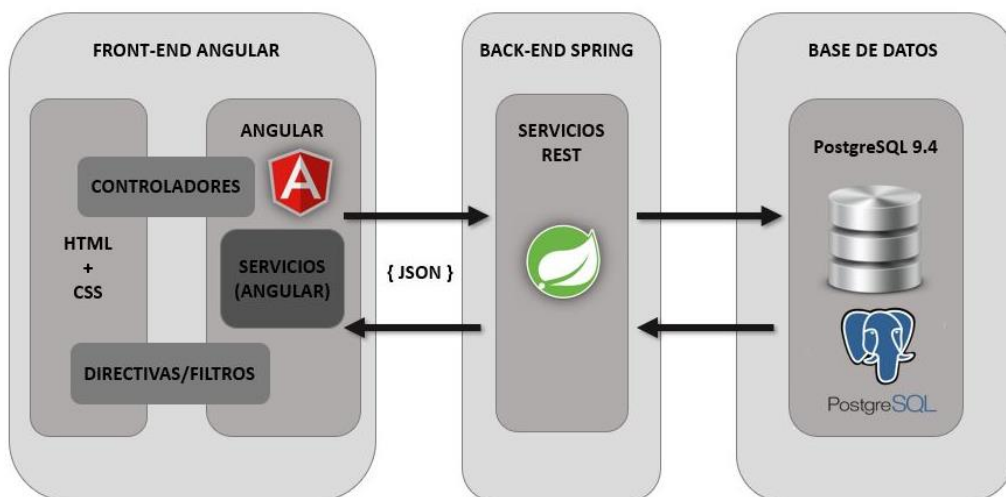 FRONT-END ANGULAR
HTML
+
CSS
ANGULAR
A
CONTROLADORES
SERVICIOS
(ANGULAR)
DIRECTIVAS/FILTROS
{ JSON }
BACK-END SPRING
SERVICIOS
REST
BASE DE DATOS
PostgreSQL 9.4
PostgreSQL